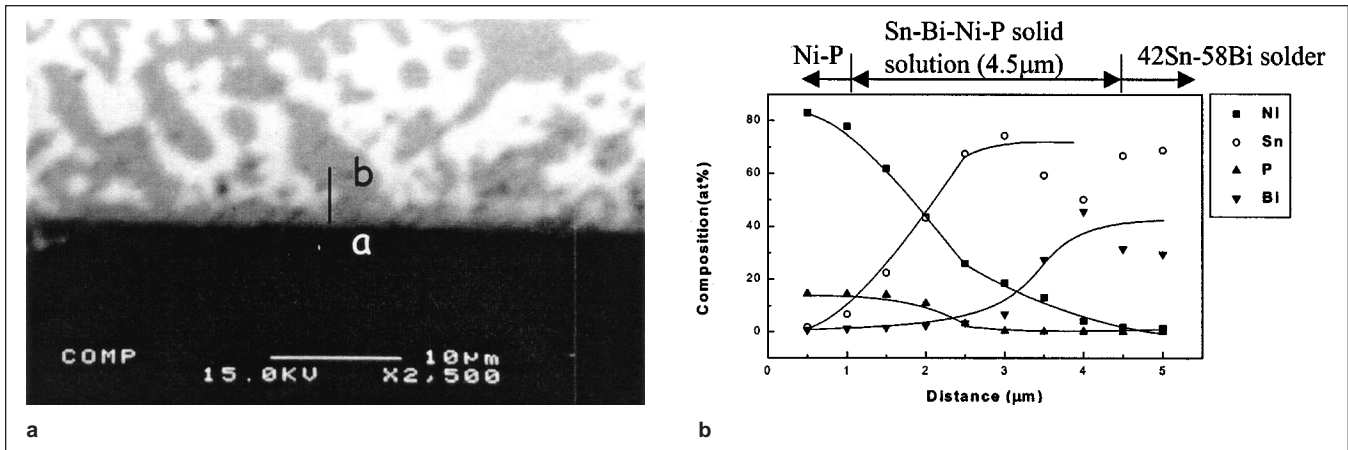 b
a
COMP
10µm
15.0KV X2,500
a
Sn-Bi-Ni-P solid
Ni-P solution (4.5µm) 42Sn-58Bi solder
Composition(at%)
80
60
40
20
0
0 1 2 3 4 5
Distance (µm)
Ni
Sn
P
Bi
b